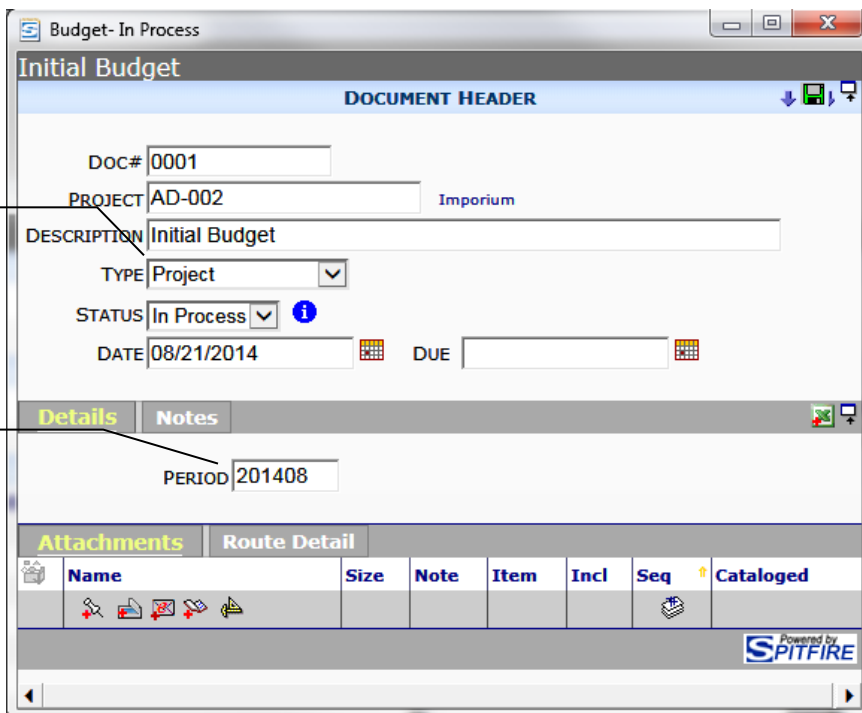 Budget- In Process
Initial Budget
DOCUMENT HEADER
DOC# 0001
PROJECT AD-002 Imporium
DESCRIPTION Initial Budget
TYPE Project
STATUS In Process
DATE 08/21/2014 DUE
Details Notes
PERIOD 201408
Attachments Route Detail
Name Size Note Item Incl Seq Cataloged
Powered by
SPITFIRE